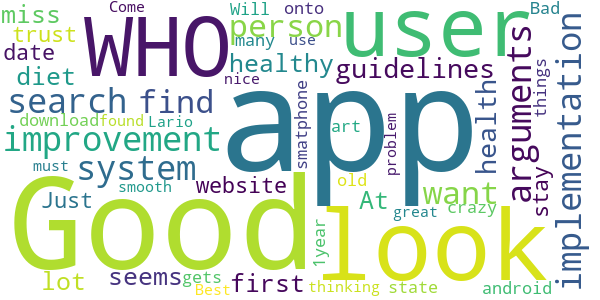 Come
Will onto Bad
miss WHO person user
trust many use
date nice
diet healthy guidelines
search find app
download found Lario
improvement
smatphone art problem
arguments health stay things implementation
must system website At want
smooth old great crazy
Just Good look
lot seems gets first 1year thinking state android
Best